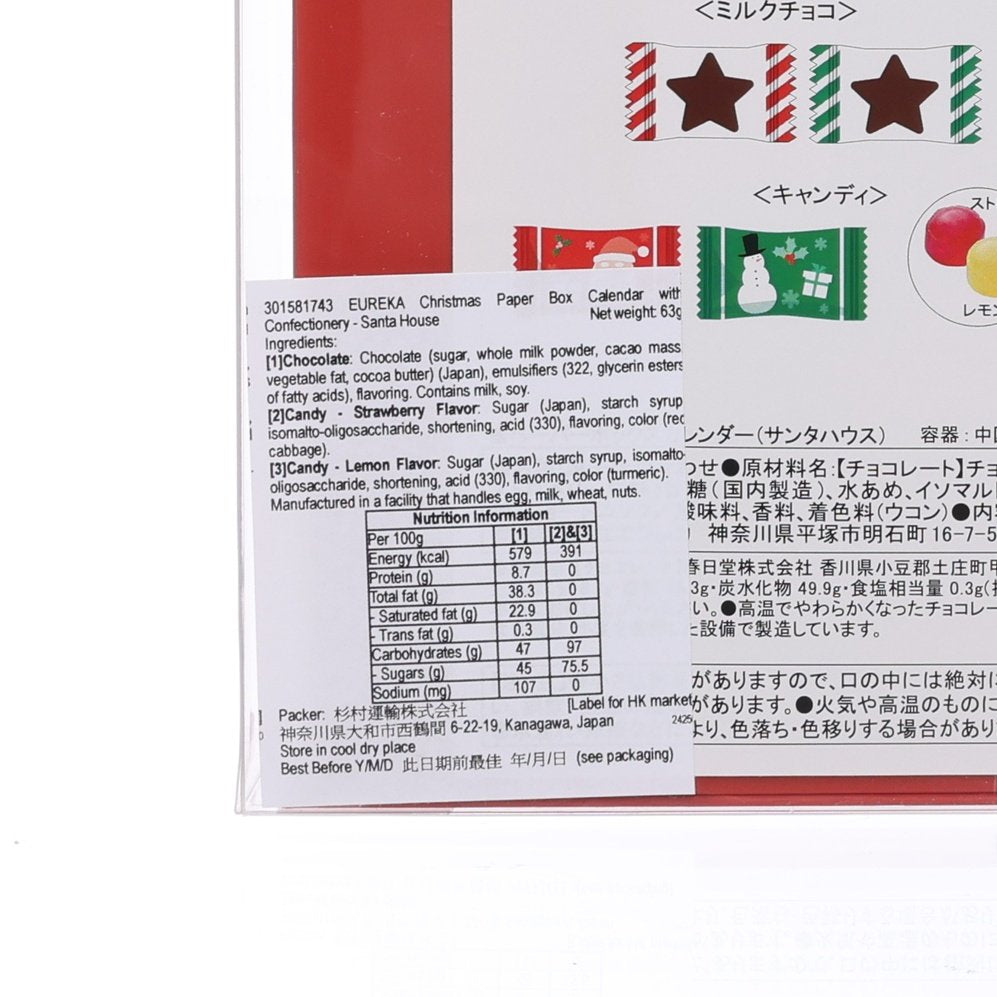 <ミルクチョコ>
<キャンディ>
スト
レモン
301581743 EUREKA Christmas Paper Box Calendar with
Confectionery - Santa House Net weight: 63g
Ingredients:
[1]Chocolate: Chocolate (sugar, whole milk powder, cacao mass,
vegetable fat, cocoa butter) (Japan), emulsifiers (322, glycerin esters
of fatty acids), flavoring. Contains milk, soy.
[2]Candy - Strawberry Flavor: Sugar (Japan), starch syrup,
isomalto-oligosaccharide, shortening, acid (330), flavoring, color (red
cabbage).
[3]Candy - Lemon Flavor: Sugar (Japan), starch syrup, isomalto-
oligosaccharide, shortening, acid (330), flavoring, color (turmeric).
Manufactured in a facility that handles egg, milk, wheat, nuts.
Nutrition Information
Per 100g [1] [2]&[3]
Energy (kcal) 579 391
Protein (g) 8.7 0
Total fat (g) 38.3 0
- Saturated fat (g) 22.9 0
- Trans fat (g) 0.3 0
Carbohydrates (g) 47 97
- Sugars (g) 45 75.5
Sodium (mg) 107 0
[Label for HK market
Packer: 杉村運輸株式会社
神奈川県大和市西鶴間 6-22-19, Kanagawa, Japan 2425
Store in cool dry place
Best Before Y/M/D 此日期前最佳 年/月/日 (see packaging)
レンダー(サンタハウス) 容器:中国
つせ●原材料名:【チョコレート】チョ
糖(国内製造)、水あめ、イソマル
酸味料、香料、着色料(ウコン)●内
神奈川県平塚市明石町16-7-5
春日堂株式会社 香川県小豆郡土庄町甲
3g・炭水化物 49.9g・食塩相当量 0.3g(推
い。●高温でやわらかくなったチョコレー
た設備で製造しています。
がありますので、口の中には絶対に
があります。●火気や高温のものに
より、色落ち・色移りする場合があり